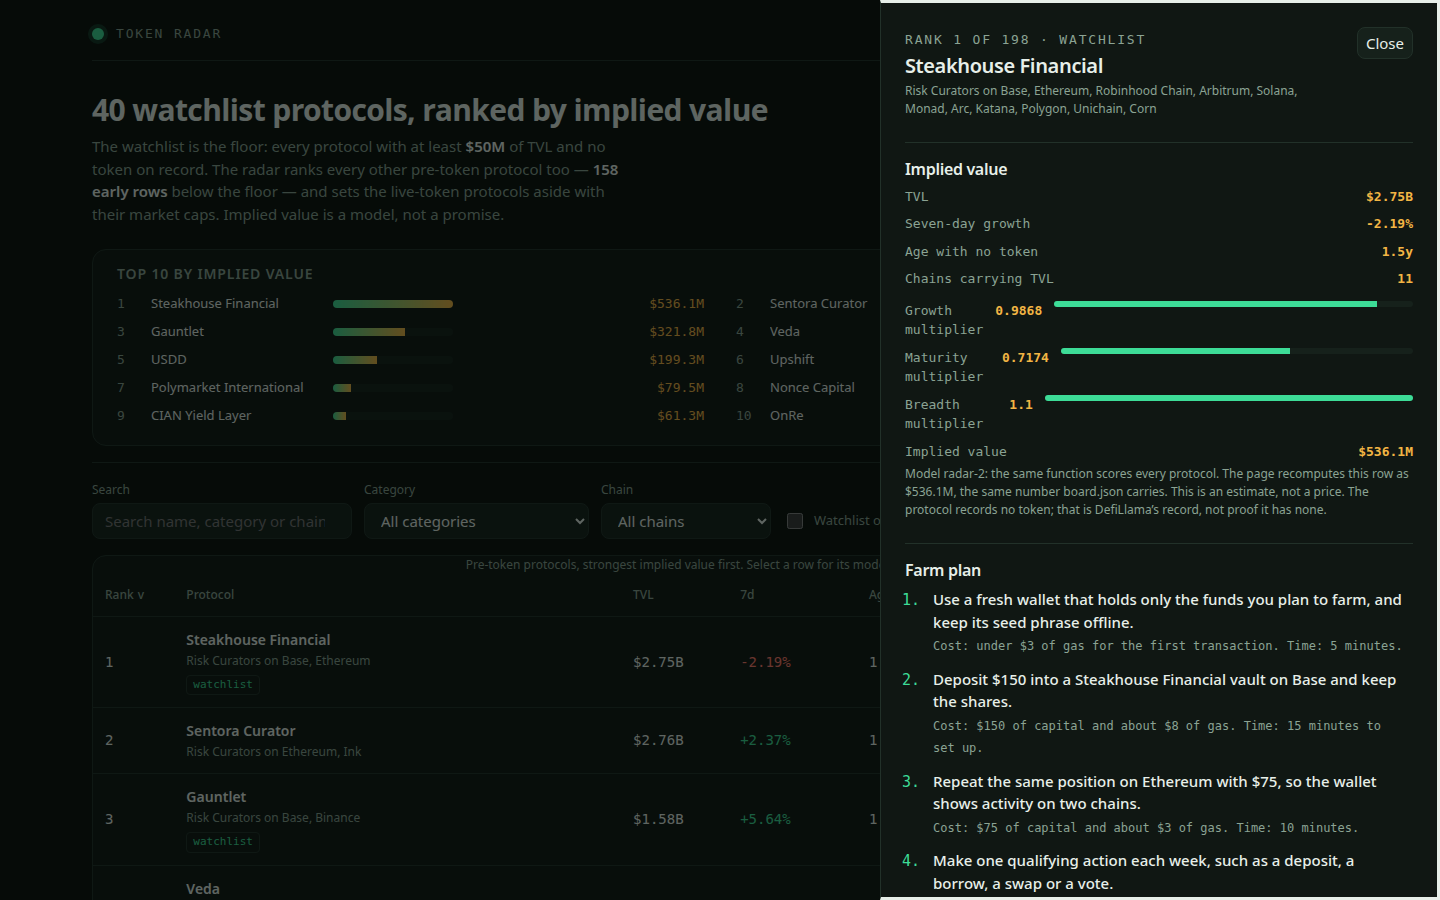 TOKEN RADAR
40 watchlist protocols, ranked by implied value
The watchlist is the floor: every protocol with at least $50M of TVL and no
token on record. The radar ranks every other pre-token protocol too — 158
early rows below the floor — and sets the live-token protocols aside with
their market caps. Implied value is a model, not a promise.
TOP 10 BY IMPLIED VALUE
1 Steakhouse Financial $536.1M 2 Sentora Curator
3 Gauntlet $321.8M 4 Veda
5 USDD $199.3M 6 Upshift
7 Polymarket International $79.5M 8 Nonce Capital
9 CIAN Yield Layer $61.3M 10 OnRe
Search Category Chain
Search name, category or chain All categories All chains Watchlist o
Pre-token protocols, strongest implied value first. Select a row for its mode
Rank v Protocol TVL 7d Ag
Steakhouse Financial
1 Risk Curators on Base, Ethereum $2.75B -2.19% 1
watchlist
Sentora Curator
2 Risk Curators on Ethereum, Ink $2.76B +2.37% 1
Gauntlet
3 Risk Curators on Base, Binance $1.58B +5.64% 1
watchlist
Veda
RANK 1 OF 198 · WATCHLIST
Close
Steakhouse Financial
Risk Curators on Base, Ethereum, Robinhood Chain, Arbitrum, Solana,
Monad, Arc, Katana, Polygon, Unichain, Corn
Implied value
TVL $2.75B
Seven-day growth -2.19%
Age with no token 1.5y
Chains carrying TVL 11
Growth 0.9868
multiplier
Maturity 0.7174
multiplier
Breadth 1.1
multiplier
Implied value $536.1M
Model radar-2: the same function scores every protocol. The page recomputes this row as
$536.1M, the same number board.json carries. This is an estimate, not a price. The
protocol records no token; that is DefiLlama's record, not proof it has none.
Farm plan
1. Use a fresh wallet that holds only the funds you plan to farm, and
keep its seed phrase offline.
Cost: under $3 of gas for the first transaction. Time: 5 minutes.
2. Deposit $150 into a Steakhouse Financial vault on Base and keep
the shares.
Cost: $150 of capital and about $8 of gas. Time: 15 minutes to
set up.
3. Repeat the same position on Ethereum with $75, so the wallet
shows activity on two chains.
Cost: $75 of capital and about $3 of gas. Time: 10 minutes.
4. Make one qualifying action each week, such as a deposit, a
borrow, a swap or a vote.